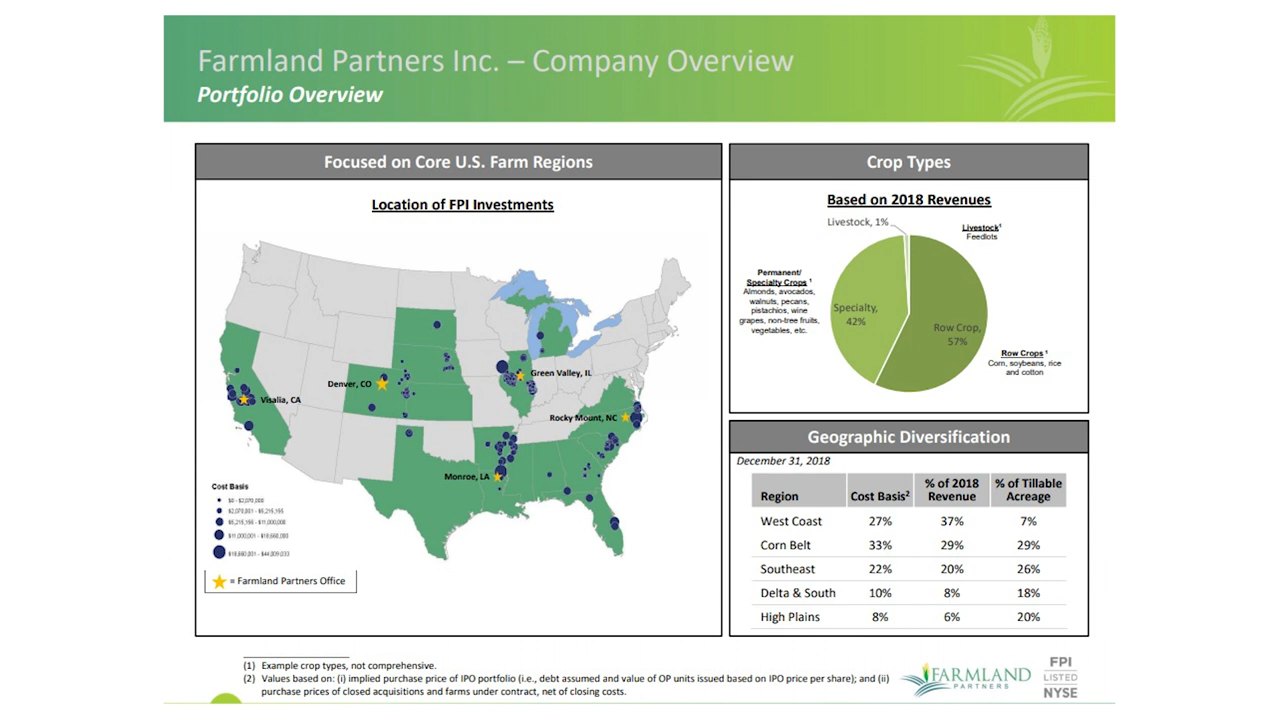 Farmland Partners Inc. – Company Overview
Portfolio Overview
Focused on Core U.S. Farm Regions
Location of FPI Investments
Denver, CO
Visalia, CA
Green Valley, IL
Rocky Mount, NC
Monroe, LA
Cost Basis
$0 - $2,070,000
= Farmland Partners Office
Crop Types
Based on 2018 Revenues
Livestock, 1%
Livestock¹
Feedlots
Permanent/
Specialty Crops ¹
Almonds, avocados,
walnuts, pecans,
pistachios, wine
grapes, non-tree fruits,
vegetables, etc.
Specialty,
42%
Row Crop,
57%
Row Crops ¹
Corn, soybeans, rice
and cotton
Geographic Diversification
December 31, 2018
Region Cost Basis² % of 2018 Revenue % of Tillable Acreage
West Coast 27% 37% 7%
Corn Belt 33% 29% 29%
Southeast 22% 20% 26%
Delta & South 10% 8% 18%
High Plains 8% 6% 20%
(1) Example crop types, not comprehensive.
(2) Values based on: (i) implied purchase price of IPO portfolio (i.e., debt assumed and value of OP units issued based on IPO price per share); and (ii)
purchase prices of closed acquisitions and farms under contract, net of closing costs.
FARMLAND
PARTNERS
FPI
LISTED
NYSE